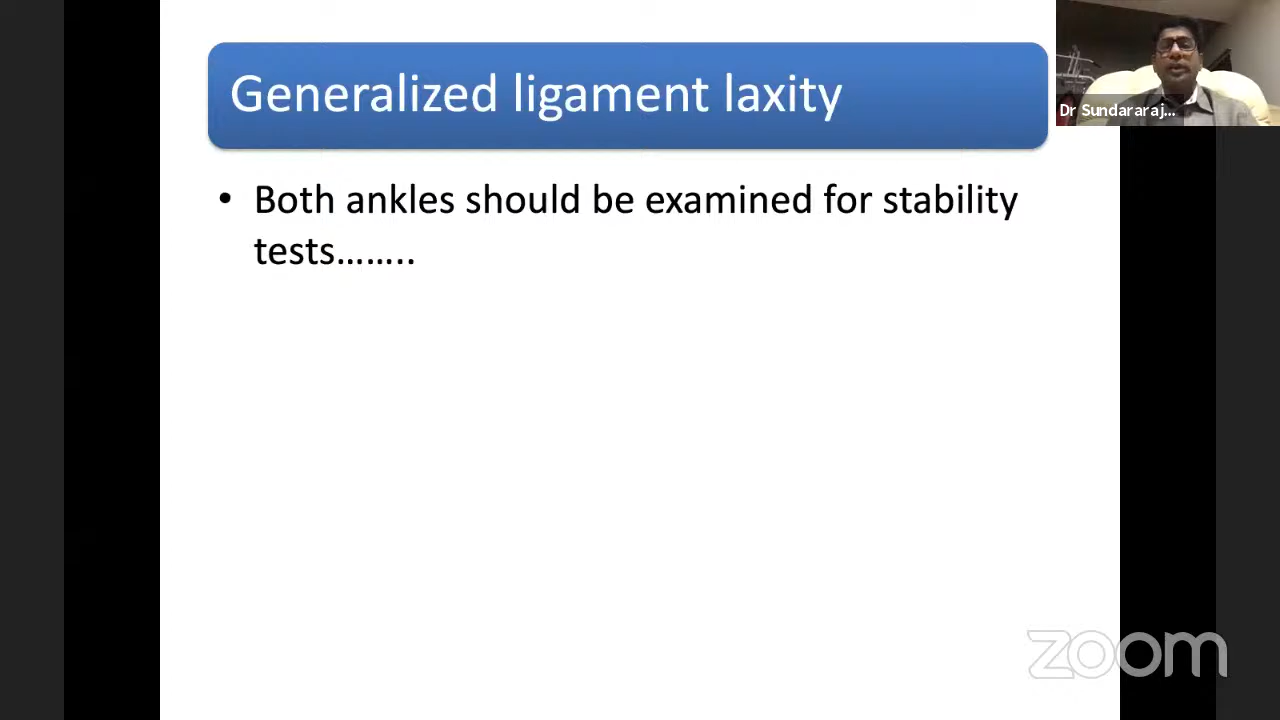 Generalized ligament laxity
Dr Sundararaj...
• Both ankles should be examined for stability
tests……..
zoom